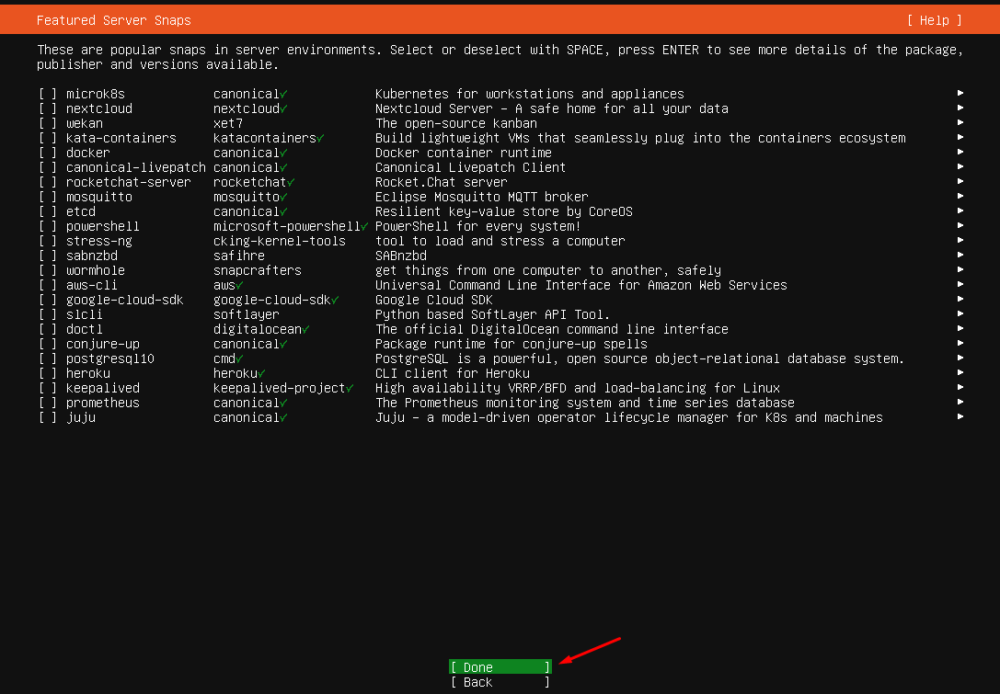 Featured Server Snaps [ Help ]
These are popular snaps in server environments. Select or deselect with SPACE, press ENTER to see more details of the package,
publisher and versions available.
[ ] microk8s canonical✓ Kubernetes for workstations and appliances ▸
[ ] nextcloud nextcloud✓ Nextcloud Server - A safe home for all your data ▸
[ ] wekan xet7 The open-source kanban ▸
[ ] kata-containers katacontainers✓ Build lightweight VMs that seamlessly plug into the containers ecosystem ▸
[ ] docker canonical✓ Docker container runtime ▸
[ ] canonical-livepatch canonical✓ Canonical Livepatch Client ▸
[ ] rocketchat-server rocketchat✓ Rocket.Chat server ▸
[ ] mosquitto mosquitto✓ Eclipse Mosquitto MQTT broker ▸
[ ] etcd canonical✓ Resilient key-value store by CoreOS ▸
[ ] powershell microsoft-powershell✓ PowerShell for every system! ▸
[ ] stress-ng cking-kernel-tools tool to load and stress a computer ▸
[ ] sabnzbd safihre SABnzbd ▸
[ ] wormhole snapcrafters get things from one computer to another, safely ▸
[ ] aws-cli aws✓ Universal Command Line Interface for Amazon Web Services ▸
[ ] google-cloud-sdk google-cloud-sdk✓ Google Cloud SDK ▸
[ ] slcli softlayer Python based SoftLayer API Tool. ▸
[ ] doctl digitalocean✓ The official DigitalOcean command line interface ▸
[ ] conjure-up canonical✓ Package runtime for conjure-up spells ▸
[ ] postgresql10 cmd✓ PostgreSQL is a powerful, open source object-relational database system. ▸
[ ] heroku heroku✓ CLI client for Heroku ▸
[ ] keepalived keepalived-project✓ High availability VRRP/BFD and load-balancing for Linux ▸
[ ] prometheus canonical✓ The Prometheus monitoring system and time series database ▸
[ ] juju canonical✓ Juju - a model-driven operator lifecycle manager for K8s and machines ▸
[ Done ]
[ Back ]